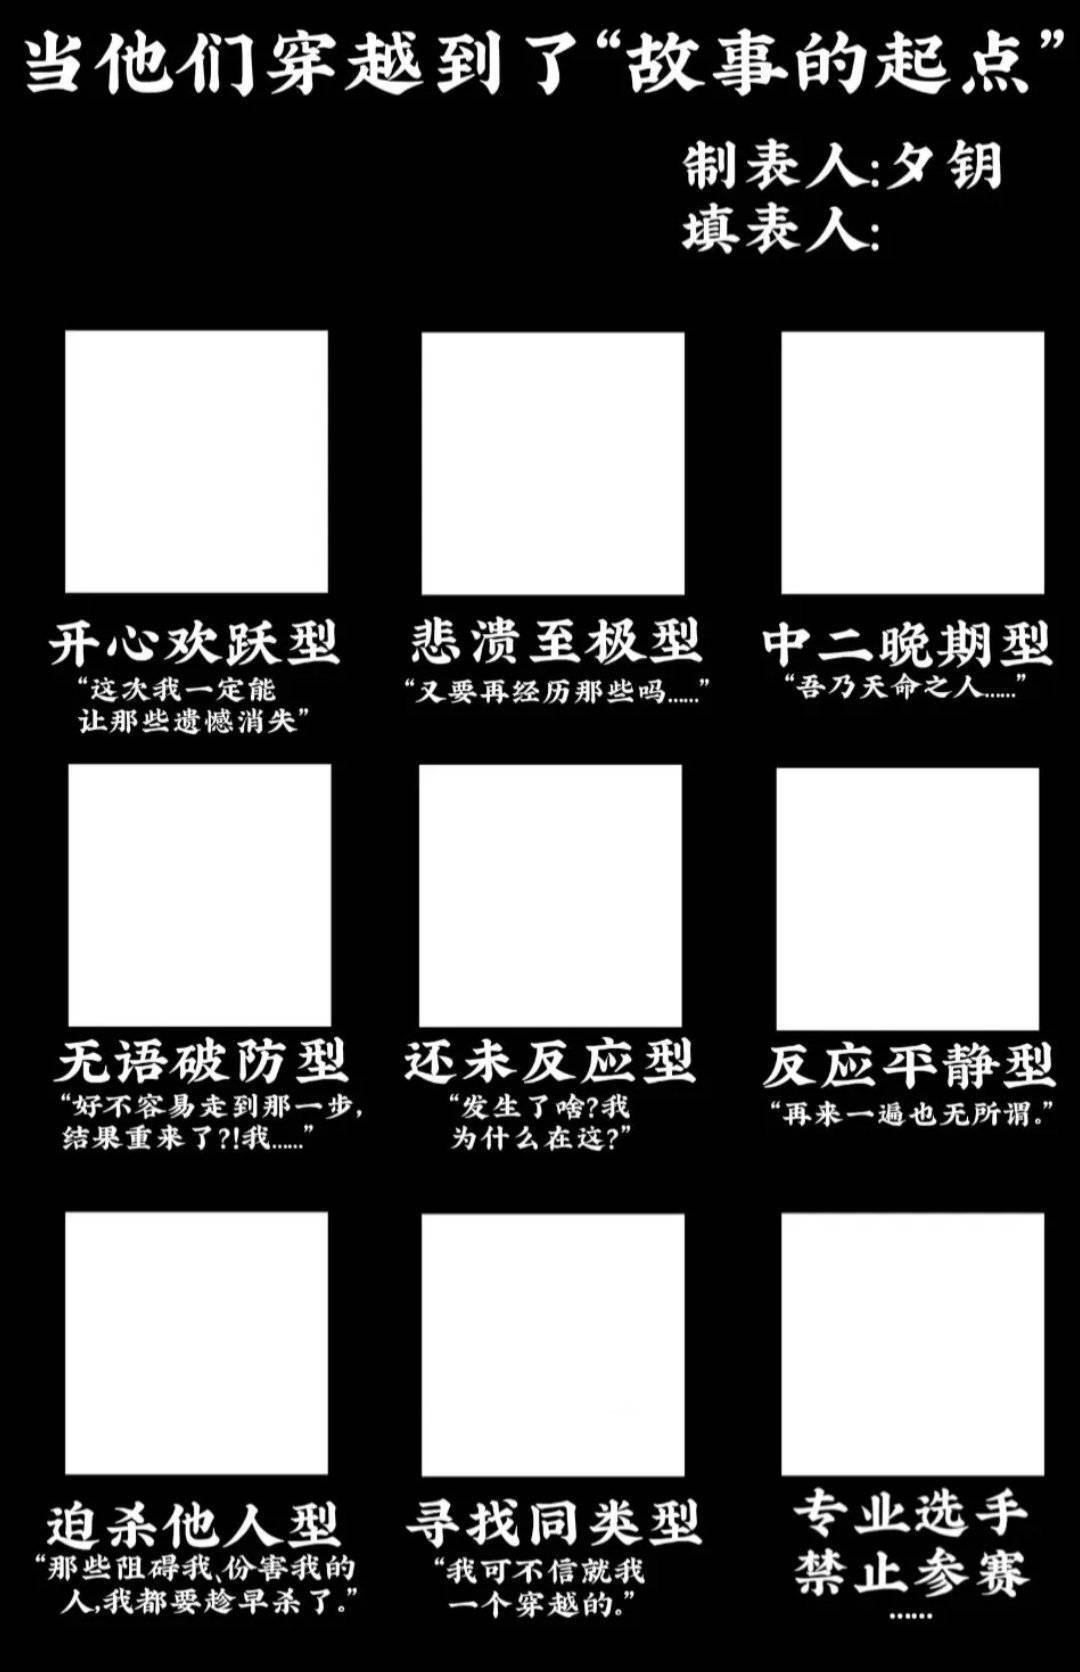 当他们穿越到了“故事的起点”
制表人:夕钥
填表人:
开心欢跃型
“这次我一定能
让那些遗憾消失”
悲溃至极型
“又要再经历那些吗……”
中二晚期型
“吾乃天命之人……”
无语破防型
“好不容易走到那一步,
结果重来了?!我……”
还未反应型
“发生了啥?我
为什么在这?”
反应平静型
“再来一遍也无所谓。”
迫杀他人型
“那些阻碍我、份害我的
人,我都要趁早杀了。”
寻找同类型
“我可不信就我
一个穿越的。”
专业选手
禁止参赛
……